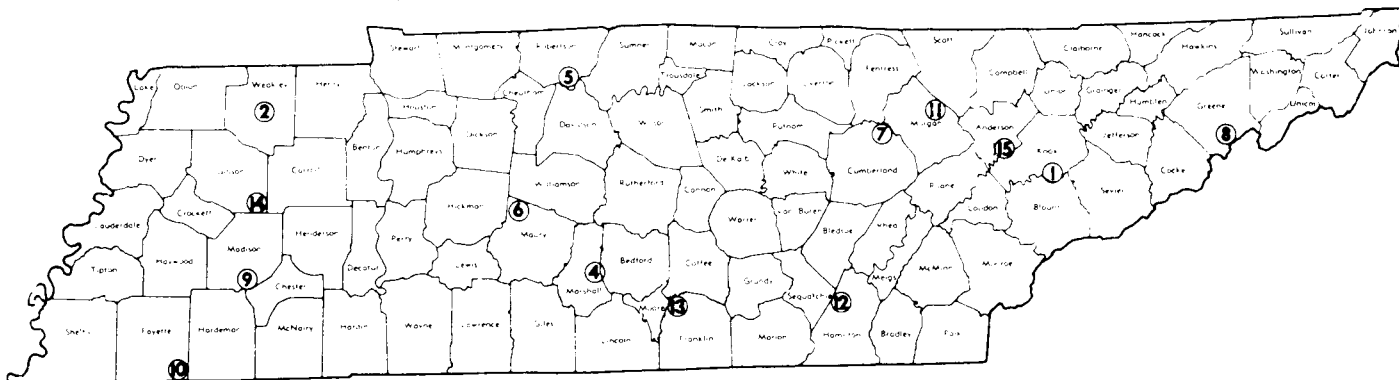 Stewart Montgomery Robertson Sumner Macon Clay Pickett Scott Claiborne Hancock Hawkins Sullivan Johnson
Lake Obion Weakley Henry Houston Cheatham 5 Trousdale Jackson Overton Fentress Campbell Union Grainger Washington Carter
2 Dickson Davidson Wilson Smith Putnam 11 Morgan Anderson Hamblen Greene Unicoi
Dyer Gibson Carroll Benton Humphreys De Kalb White 7 Cumberland 15 Knox Jefferson 8
Williamson Rutherford Cannon Roane 1 Sevier Cocke
Lauderdale Crockett 14 Hickman 6 Maury Warren Van Buren Bledsoe Rhea Loudon Blount
Tipton Haywood Madison Henderson Decatur Perry Lewis Bedford Coffee Grundy McMinn Monroe
9 Chester 4 Marshall Moore 13 Sequatchie 12 Meigs
Shelby Fayette Hardeman McNairy Hardin Wayne Lawrence Giles Lincoln Franklin Marion Hamilton Bradley Polk
10